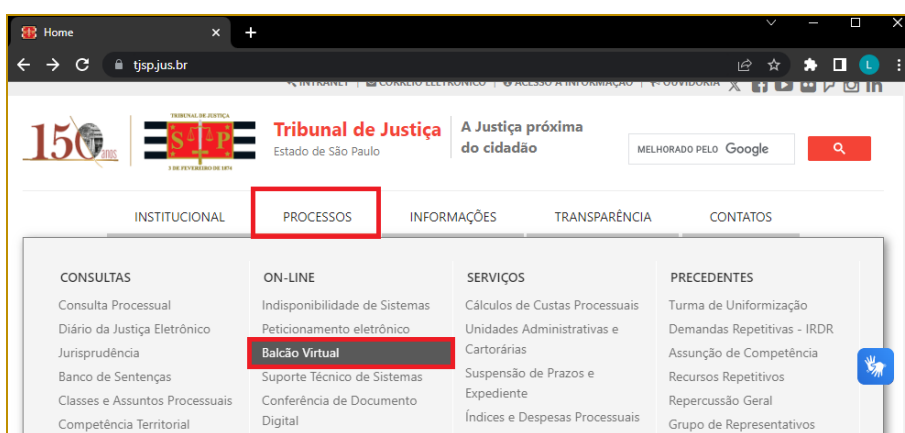 Home
tjsp.jus.br
L
INTRANET | CORREIO ELETRÔNICO | ACESSO À INFORMAÇÃO | OUVIDORIA
150 anos
TRIBUNAL DE JUSTIÇA
S P
3 DE FEVEREIRO DE 1874
Tribunal de Justiça
Estado de São Paulo
A Justiça próxima
do cidadão
MELHORADO PELO Google
INSTITUCIONAL PROCESSOS INFORMAÇÕES TRANSPARÊNCIA CONTATOS
CONSULTAS
Consulta Processual
Diário da Justiça Eletrônico
Jurisprudência
Banco de Sentenças
Classes e Assuntos Processuais
Competência Territorial
ON-LINE
Indisponibilidade de Sistemas
Peticionamento eletrônico
Balcão Virtual
Suporte Técnico de Sistemas
Conferência de Documento
Digital
SERVIÇOS
Cálculos de Custas Processuais
Unidades Administrativas e
Cartorárias
Suspensão de Prazos e
Expediente
Índices e Despesas Processuais
PRECEDENTES
Turma de Uniformização
Demandas Repetitivas - IRDR
Assunção de Competência
Recursos Repetitivos
Repercussão Geral
Grupo de Representativos